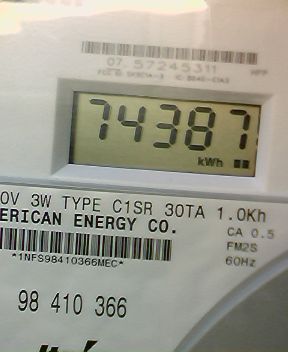 07. 57245311
HPP
74387
kWh
0V 3W TYPE C1SR 30TA 1.0Kh
ERICAN ENERGY CO.
CA 0.5
FM2S
*1NFS98410366MEC*
60Hz
98 410 366